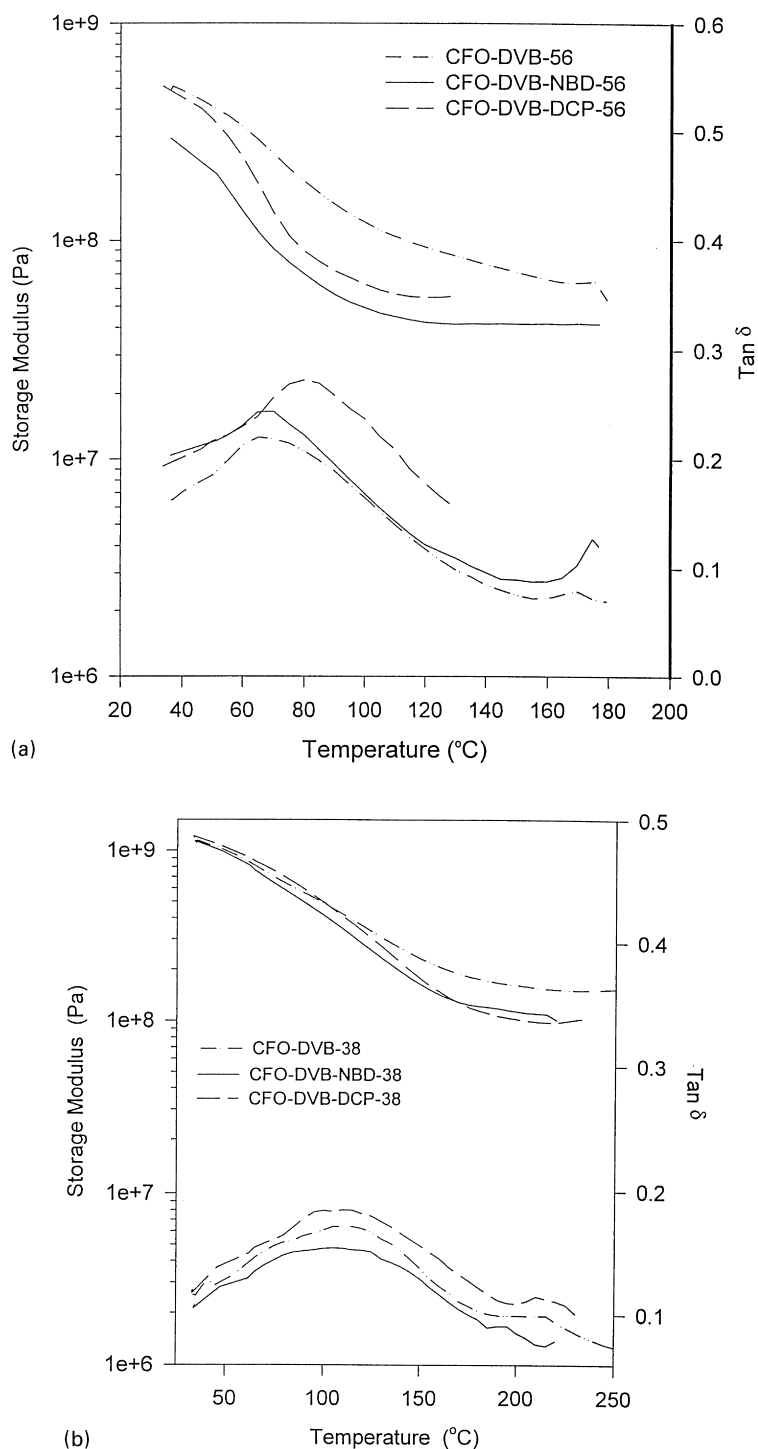 1e+9
1e+8
1e+7
1e+6
Storage Modulus (Pa)
CFO-DVB-56
CFO-DVB-NBD-56
CFO-DVB-DCP-56
0.6
0.5
0.4
0.3
0.2
0.1
0.0
Tan δ
20 40 60 80 100 120 140 160 180 200
(a)
Temperature (°C)
1e+9
1e+8
1e+7
1e+6
Storage Modulus (Pa)
CFO-DVB-38
CFO-DVB-NBD-38
CFO-DVB-DCP-38
0.5
0.4
0.3
0.2
0.1
Tan δ
50 100 150 200 250
(b)
Temperature (°C)